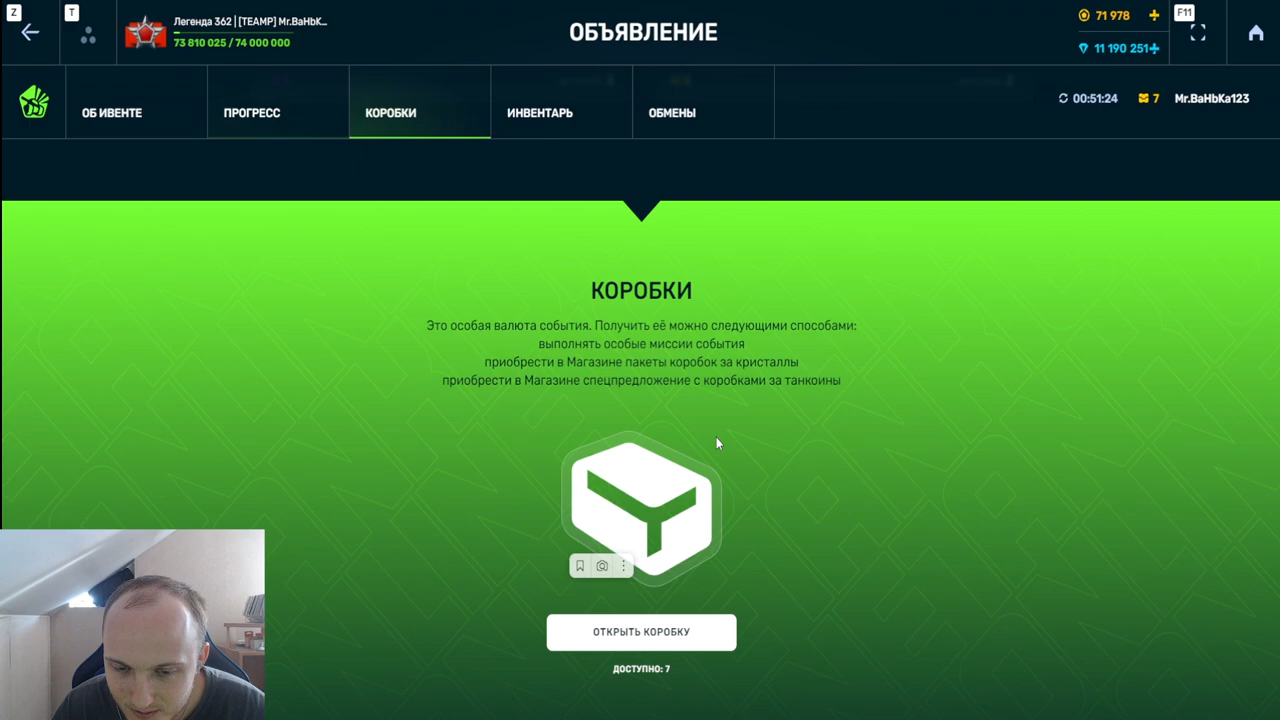 Z
T
Легенда 362 | [TEAMP] Mr.BaHbK...
73 810 025 / 74 000 000
ОБЪЯВЛЕНИЕ
71 978
11 190 251
F11
ОБ ИВЕНТЕ
ПРОГРЕСС
КОРОБКИ
ИНВЕНТАРЬ
ОБМЕНЫ
00:51:24
7
Mr.BaHbKa123
КОРОБКИ
Это особая валюта события. Получить её можно следующими способами:
выполнять особые миссии события
приобрести в Магазине пакеты коробок за кристаллы
приобрести в Магазине спецпредложение с коробками за танкоины
ОТКРЫТЬ КОРОБКУ
ДОСТУПНО: 7